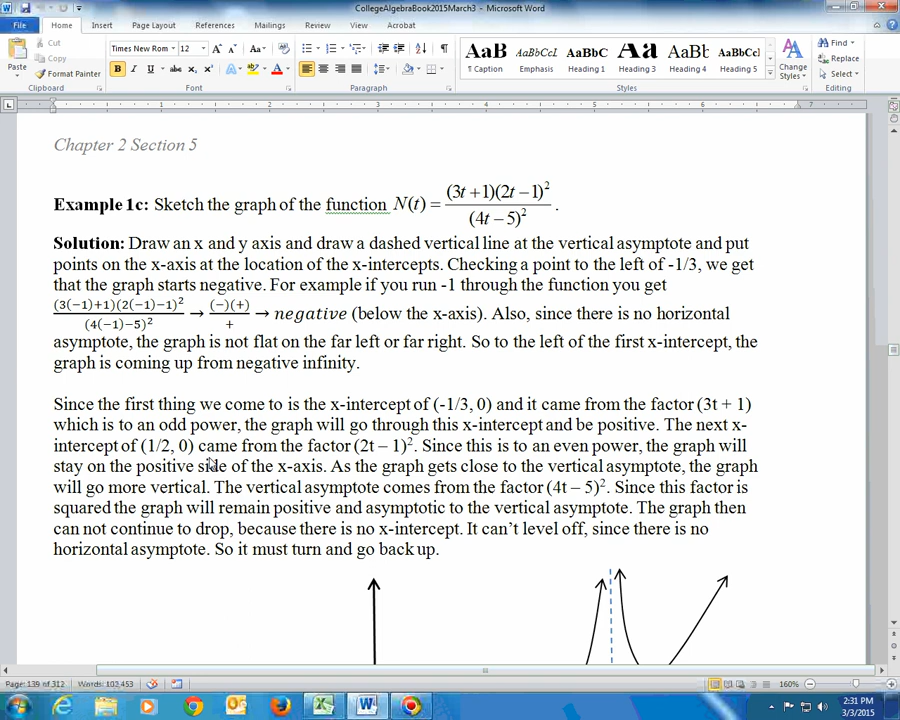 CollegeAlgebraBook2015March3 - Microsoft Word
File Home Insert Page Layout References Mailings Review View Acrobat
Paste Cut Copy Format Painter
Times New Rom 12 Aa
B I U abc x₂ x² A A
AaB AaBbCcL AaBbC Aa AaBb AaBbCc
¶ Caption Emphasis Heading 1 Heading 3 Heading 4 Heading 5
Change Styles
Find Replace Select
Clipboard Font Paragraph Styles Editing
1 2 3 4 5 6 7
Chapter 2 Section 5
Example 1c: Sketch the graph of the function N(t) = (3t + 1)(2t − 1)² / (4t − 5)² .
Solution: Draw an x and y axis and draw a dashed vertical line at the vertical asymptote and put
points on the x-axis at the location of the x-intercepts. Checking a point to the left of -1/3, we get
that the graph starts negative. For example if you run -1 through the function you get
(3(−1)+1)(2(−1)−1)² / (4(−1)−5)² → (−)(+) / + → negative (below the x-axis). Also, since there is no horizontal
asymptote, the graph is not flat on the far left or far right. So to the left of the first x-intercept, the
graph is coming up from negative infinity.
Since the first thing we come to is the x-intercept of (-1/3, 0) and it came from the factor (3t + 1)
which is to an odd power, the graph will go through this x-intercept and be positive. The next x-
intercept of (1/2, 0) came from the factor (2t – 1)². Since this is to an even power, the graph will
stay on the positive side of the x-axis. As the graph gets close to the vertical asymptote, the graph
will go more vertical. The vertical asymptote comes from the factor (4t – 5)². Since this factor is
squared the graph will remain positive and asymptotic to the vertical asymptote. The graph then
can not continue to drop, because there is no x-intercept. It can’t level off, since there is no
horizontal asymptote. So it must turn and go back up.
Page: 139 of 312 Words: 103,453 160%
2:31 PM
3/3/2015